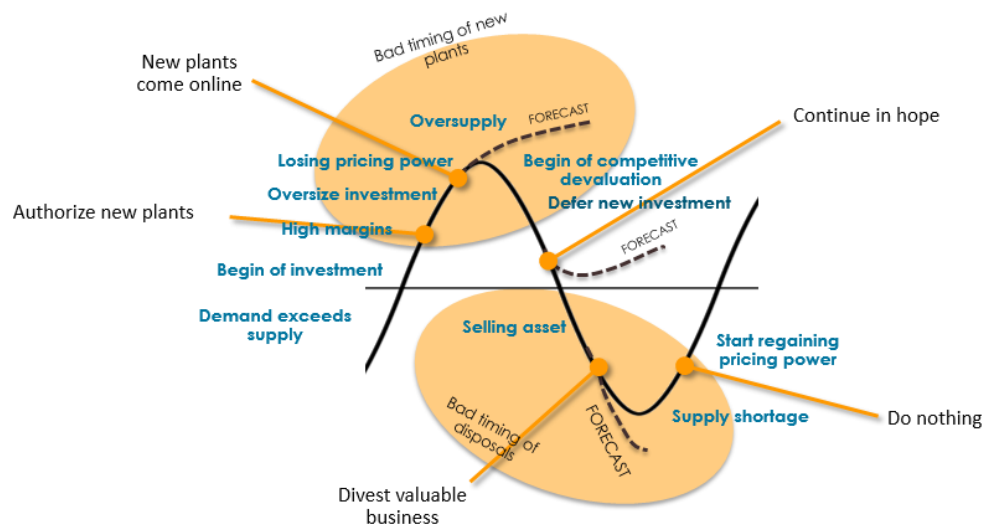 Bad timing of new
plants
New plants
come online
Oversupply
FORECAST
Continue in hope
Losing pricing power
Begin of competitive
devaluation
Oversize investment
Defer new investment
Authorize new plants
High margins
FORECAST
Begin of investment
Demand exceeds
supply
Selling asset
Start regaining
pricing power
Bad timing of
disposals
FORECAST
Supply shortage
Do nothing
Divest valuable
business